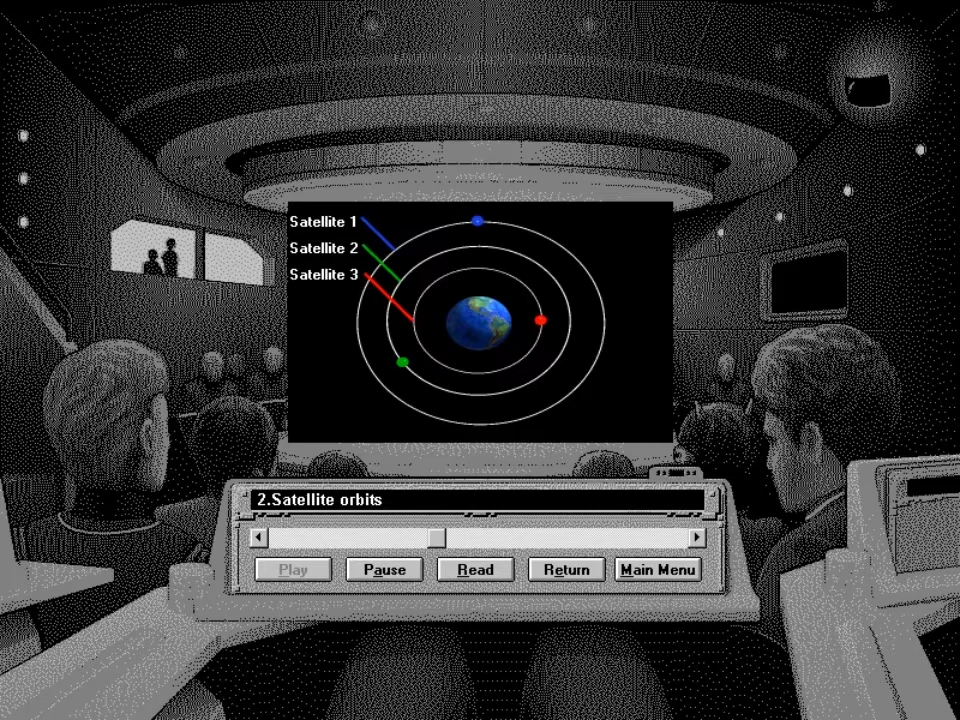 Satellite 1
Satellite 2
Satellite 3
2.Satellite orbits
Play
Pause
Read
Return
Main Menu